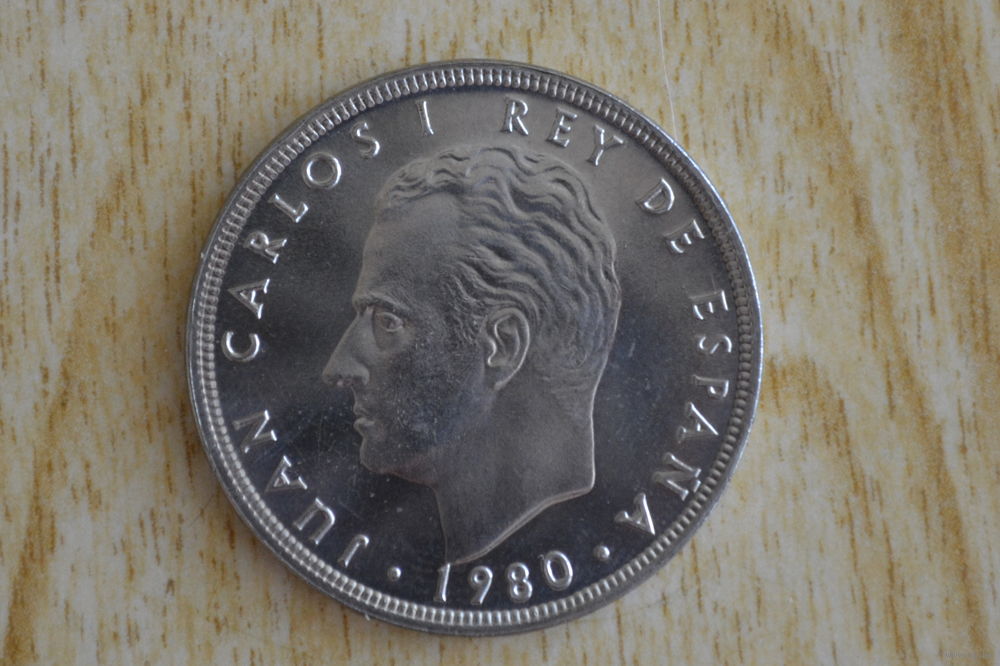 JUAN CARLOS I REY DE ESPAÑA
· 1980 ·